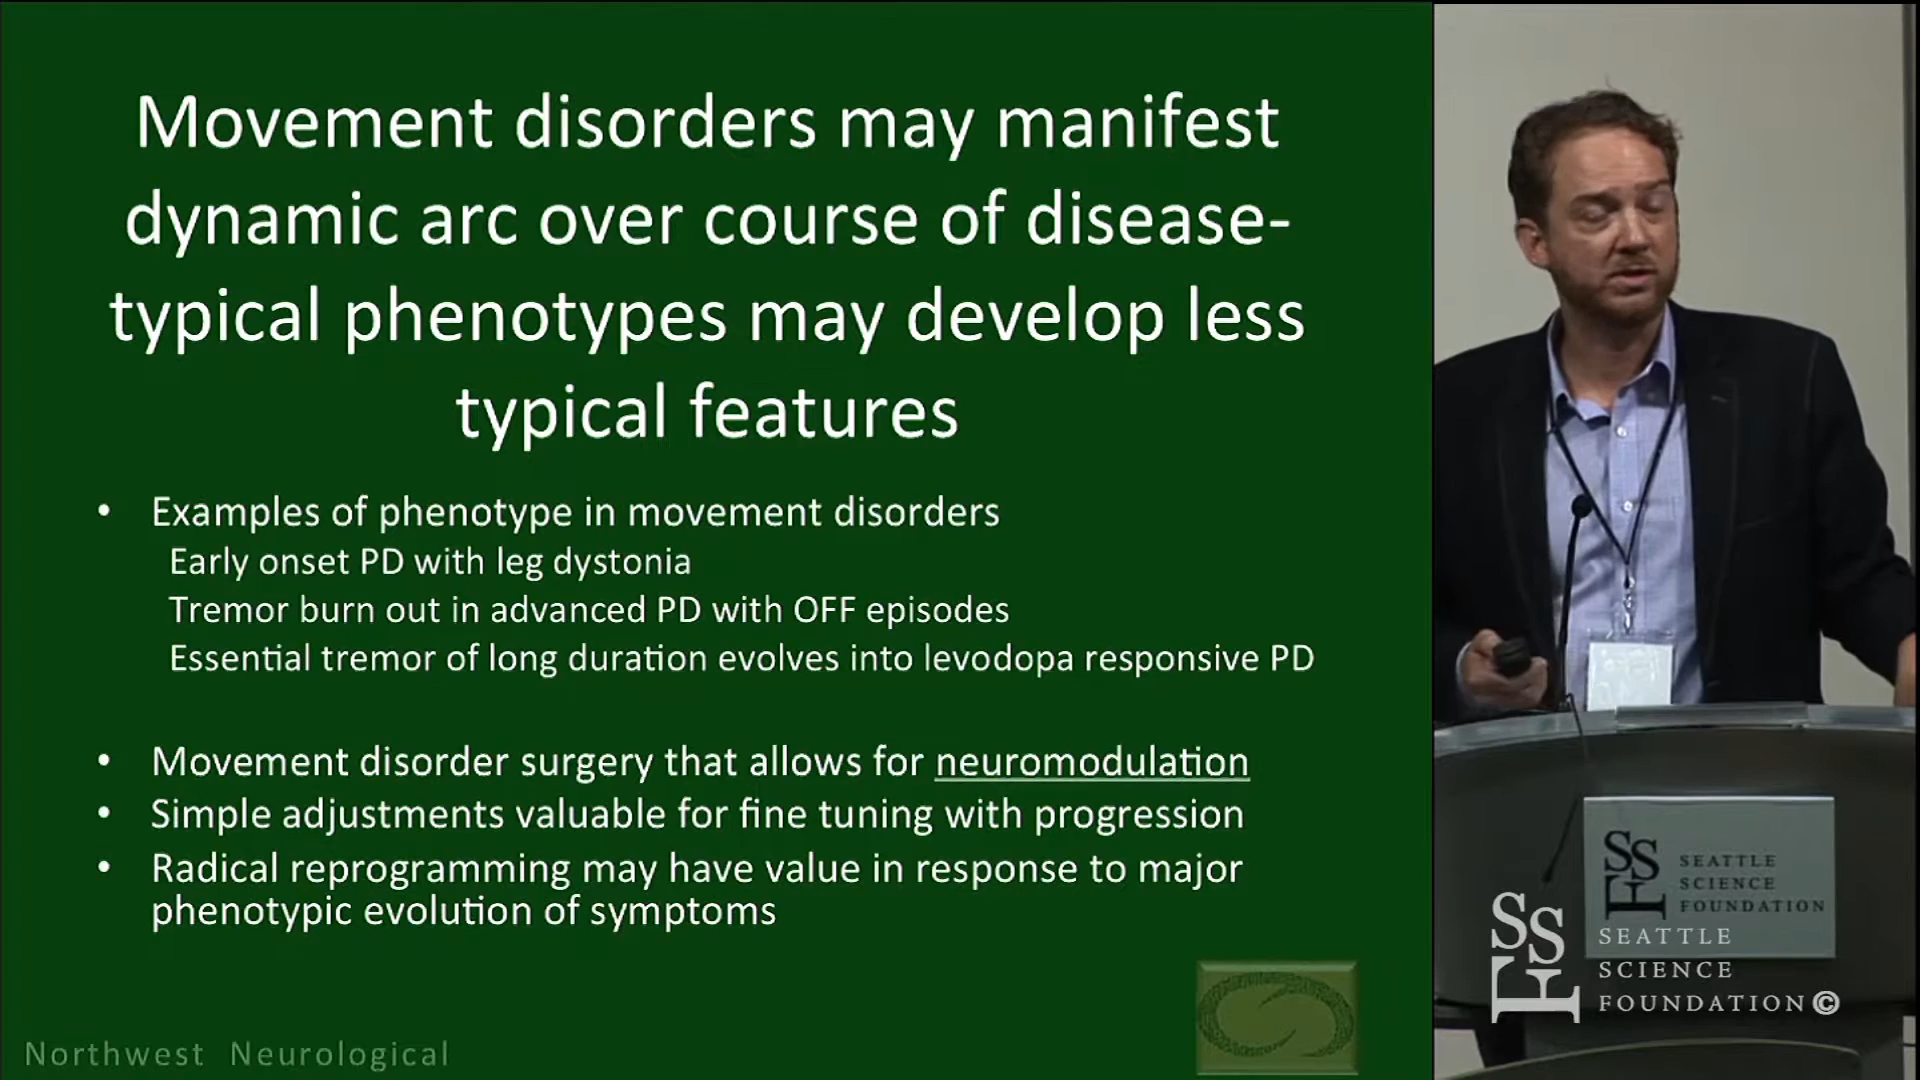 Movement disorders may manifest
dynamic arc over course of disease-
typical phenotypes may develop less
typical features
• Examples of phenotype in movement disorders
Early onset PD with leg dystonia
Tremor burn out in advanced PD with OFF episodes
Essential tremor of long duration evolves into levodopa responsive PD
• Movement disorder surgery that allows for neuromodulation
• Simple adjustments valuable for fine tuning with progression
• Radical reprogramming may have value in response to major
phenotypic evolution of symptoms
Northwest Neurological
SSF
SEATTLE
SCIENCE
FOUNDATION
SSF
SEATTLE
SCIENCE
FOUNDATION©